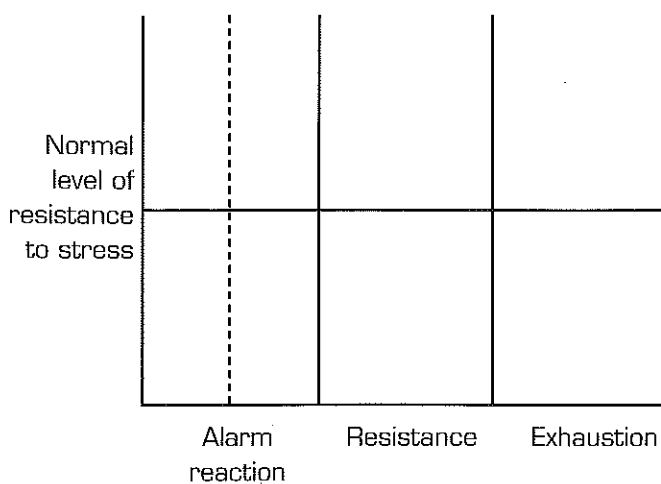 Normal
level of
resistance
to stress
Alarm
reaction
Resistance
Exhaustion